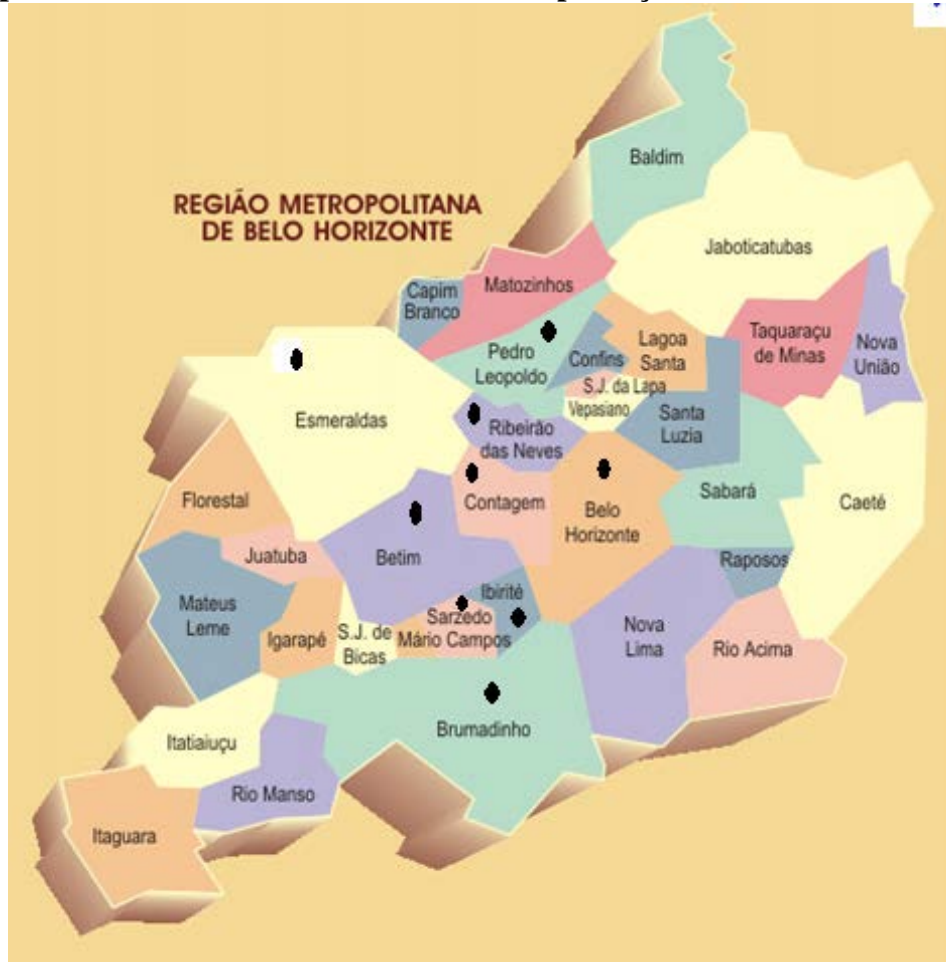 REGIÃO METROPOLITANA
DE BELO HORIZONTE
Baldim
Jaboticatubas
Matozinhos
Capim
Branco
Pedro
Leopoldo
Confins
Lagoa
Santa
Taquaraçu
de Minas
Nova
União
S.J. da Lapa
Vepasiano
Santa
Luzia
Esmeraldas
Ribeirão
das Neves
Florestal
Contagem
Belo
Horizonte
Sabará
Caeté
Juatuba
Betim
Raposos
Mateus
Leme
Igarapé
S.J. de
Bicas
Ibirité
Sarzedo
Mário Campos
Nova
Lima
Rio Acima
Brumadinho
Itatiaiuçu
Rio Manso
Itaguara